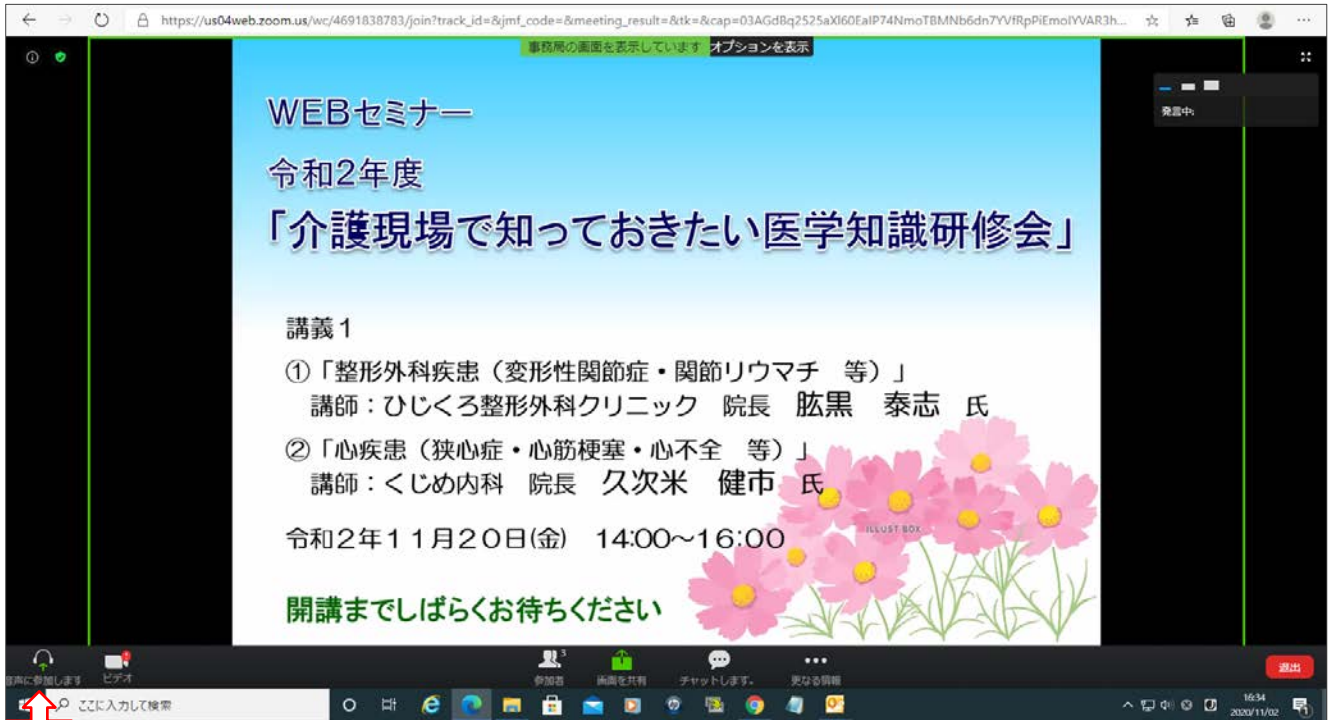 https://us04web.zoom.us/wc/4691838783/join?track_id=&jmf_code=&meeting_result=&tk=&cap=03AGdBq2525aXl60EaIP74NmoTBMNb6dn7YVfRpPiEmolYVAR3h...
事務局の画面を表示しています オプションを表示
発言中:
WEBセミナー
令和2年度
「介護現場で知っておきたい医学知識研修会」
講義1
①「整形外科疾患（変形性関節症・関節リウマチ 等）」
講師：ひじくろ整形外科クリニック 院長 肱黒 泰志 氏
②「心疾患（狭心症・心筋梗塞・心不全 等）」
講師：くじめ内科 院長 久次米 健市 氏
ILLUST BOX
令和2年11月20日(金) 14:00～16:00
開講までしばらくお待ちください
音声に参加します ビデオ 参加者 3 画面を共有 チャットします。 更なる情報 退出
ここに入力して検索
16:34
2020/11/02